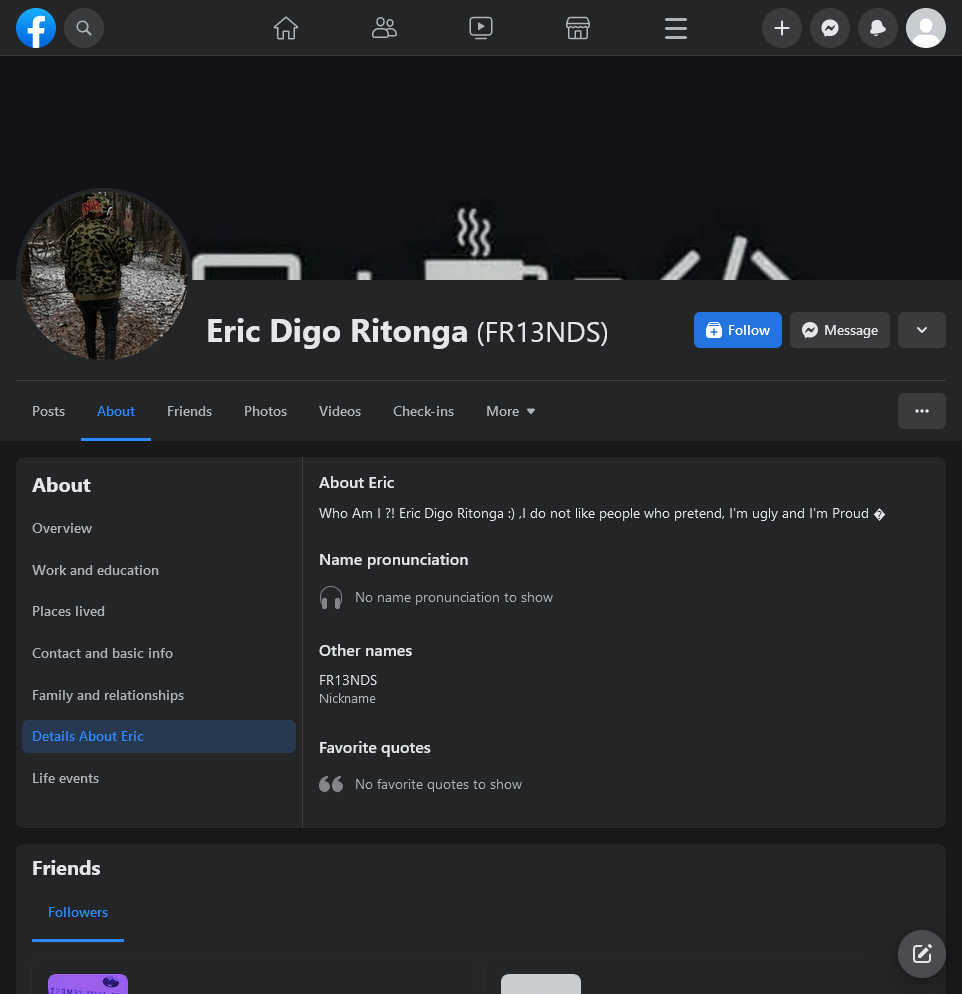 Eric Digo Ritonga (FR13NDS)
Follow
Message
Posts
About
Friends
Photos
Videos
Check-ins
More
About
Overview
Work and education
Places lived
Contact and basic info
Family and relationships
Details About Eric
Life events
About Eric
Who Am I ?! Eric Digo Ritonga :) ,I do not like people who pretend, I'm ugly and I'm Proud �
Name pronunciation
No name pronunciation to show
Other names
FR13NDS
Nickname
Favorite quotes
No favorite quotes to show
Friends
Followers